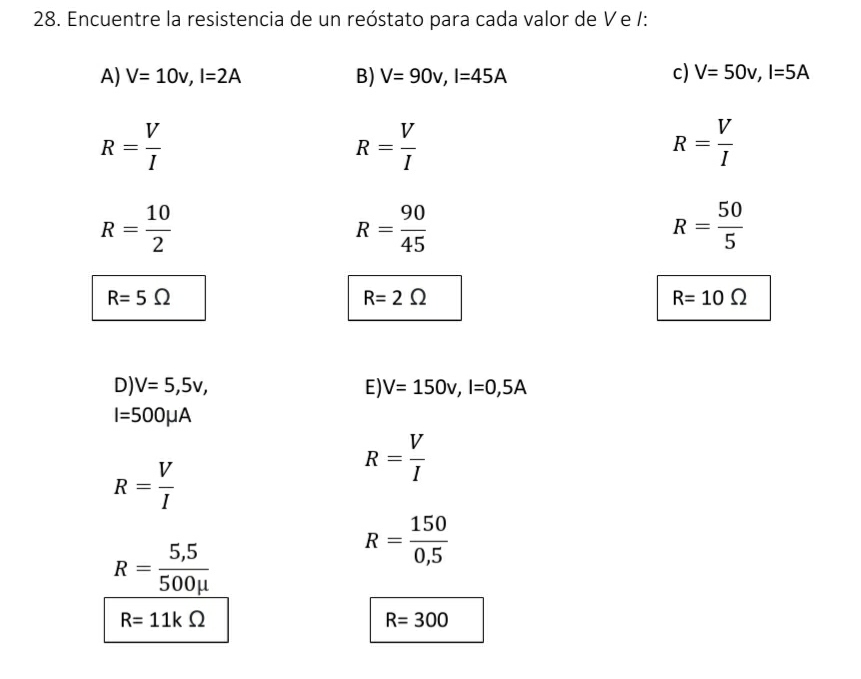 28. Encuentre la resistencia de un reóstato para cada valor de V e I:
A) V= 10v, I=2A
R = V/I
R = 10/2
R= 5 Ω
B) V= 90v, I=45A
R = V/I
R = 90/45
R= 2 Ω
c) V= 50v, I=5A
R = V/I
R = 50/5
R= 10 Ω
D)V= 5,5v,
I=500µA
R = V/I
R = 5,5/500µ
R= 11k Ω
E)V= 150v, I=0,5A
R = V/I
R = 150/0,5
R= 300